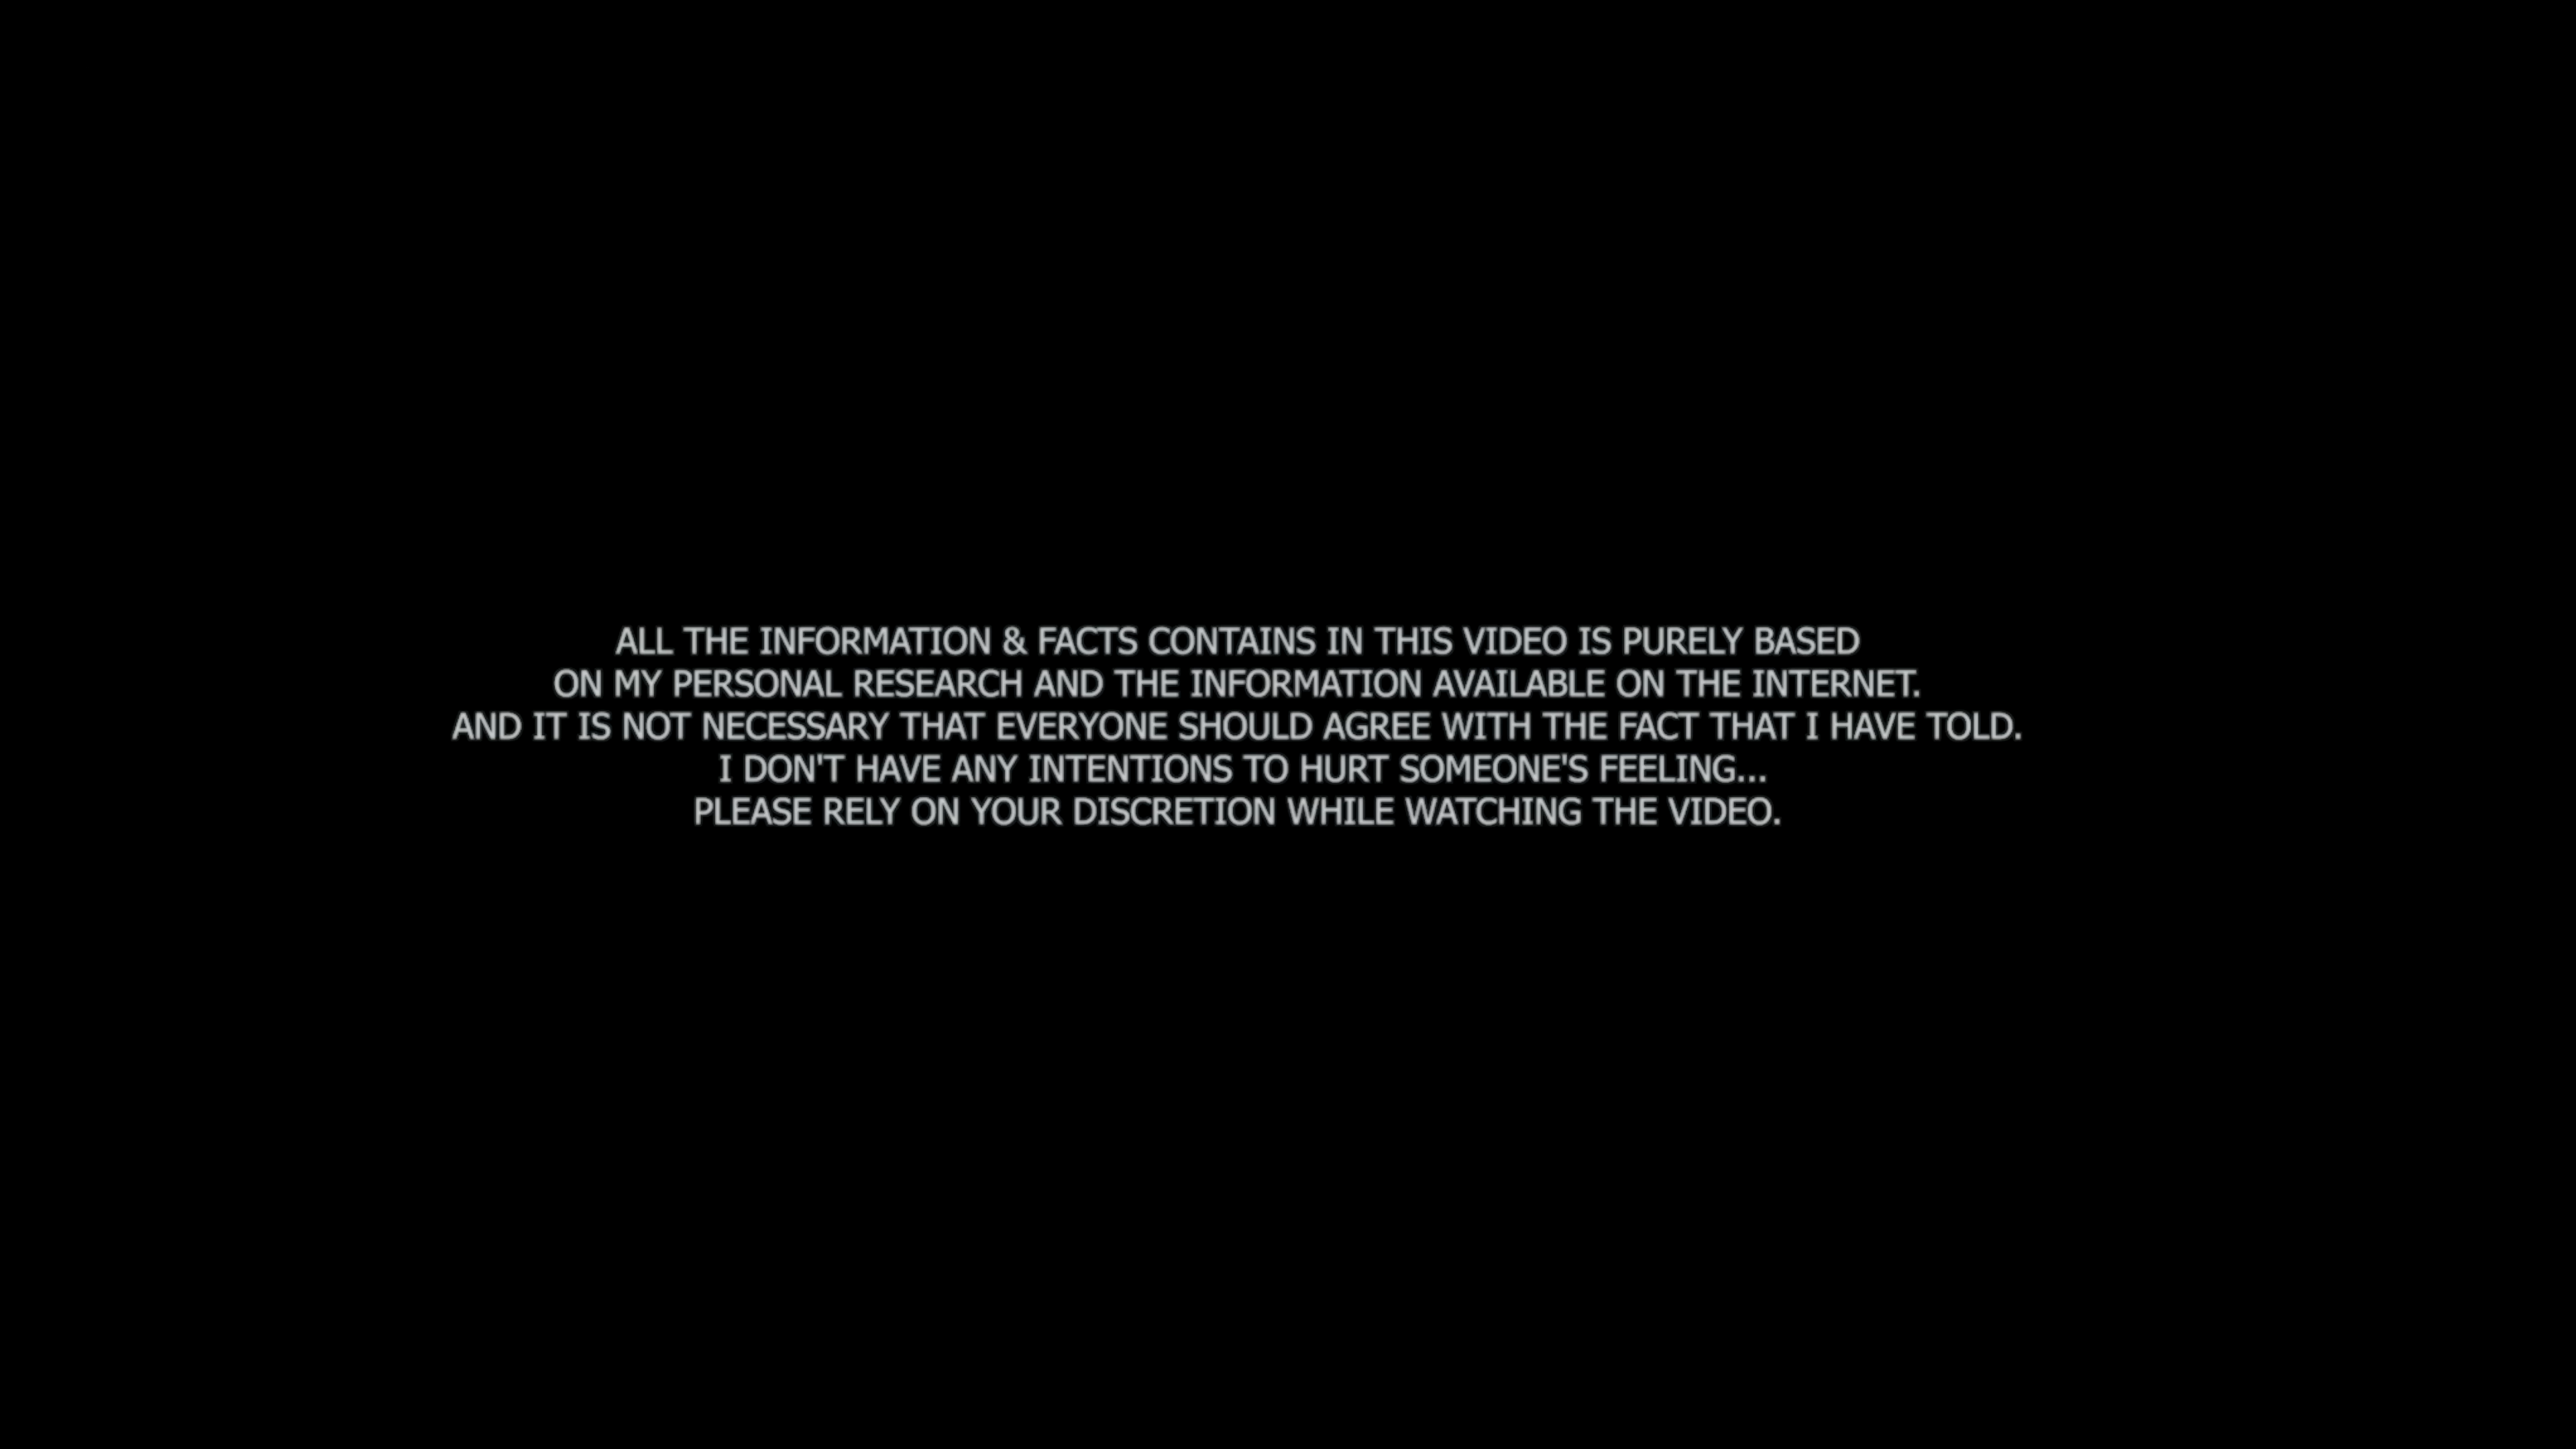 ALL THE INFORMATION & FACTS CONTAINS IN THIS VIDEO IS PURELY BASED
ON MY PERSONAL RESEARCH AND THE INFORMATION AVAILABLE ON THE INTERNET.
AND IT IS NOT NECESSARY THAT EVERYONE SHOULD AGREE WITH THE FACT THAT I HAVE TOLD.
I DON'T HAVE ANY INTENTIONS TO HURT SOMEONE'S FEELING...
PLEASE RELY ON YOUR DISCRETION WHILE WATCHING THE VIDEO.